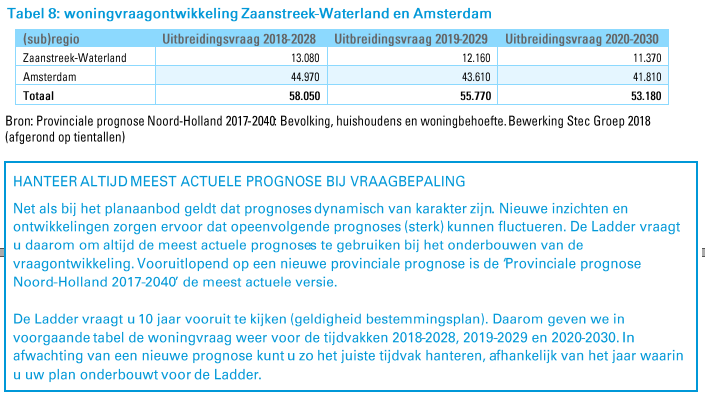 Tabel 8: woningvraagontwikkeling Zaanstreek-Waterland en Amsterdam
(sub)regio Uitbreidingsvraag 2018-2028 Uitbreidingsvraag 2019-2029 Uitbreidingsvraag 2020-2030
Zaanstreek-Waterland 13.080 12.160 11.370
Amsterdam 44.970 43.610 41.810
Totaal 58.050 55.770 53.180
Bron: Provinciale prognose Noord-Holland 2017-2040: Bevolking, huishoudens en woningbehoefte. Bewerking Stec Groep 2018
(afgerond op tientallen)
HANTEER ALTIJD MEEST ACTUELE PROGNOSE BIJ VRAAGBEPALING
Net als bij het planaanbod geldt dat prognoses dynamisch van karakter zijn. Nieuwe inzichten en
ontwikkelingen zorgen ervoor dat opeenvolgende prognoses (sterk) kunnen fluctueren. De Ladder vraagt
u daarom om altijd de meest actuele prognoses te gebruiken bij het onderbouwen van de
vraagontwikkeling. Vooruitlopend op een nieuwe provinciale prognose is de 'Provinciale prognose
Noord-Holland 2017-2040' de meest actuele versie.
De Ladder vraagt u 10 jaar vooruit te kijken (geldigheid bestemmingsplan). Daarom geven we in
voorgaande tabel de woningvraag weer voor de tijdvakken 2018-2028, 2019-2029 en 2020-2030. In
afwachting van een nieuwe prognose kunt u zo het juiste tijdvak hanteren, afhankelijk van het jaar waarin
u uw plan onderbouwt voor de Ladder.